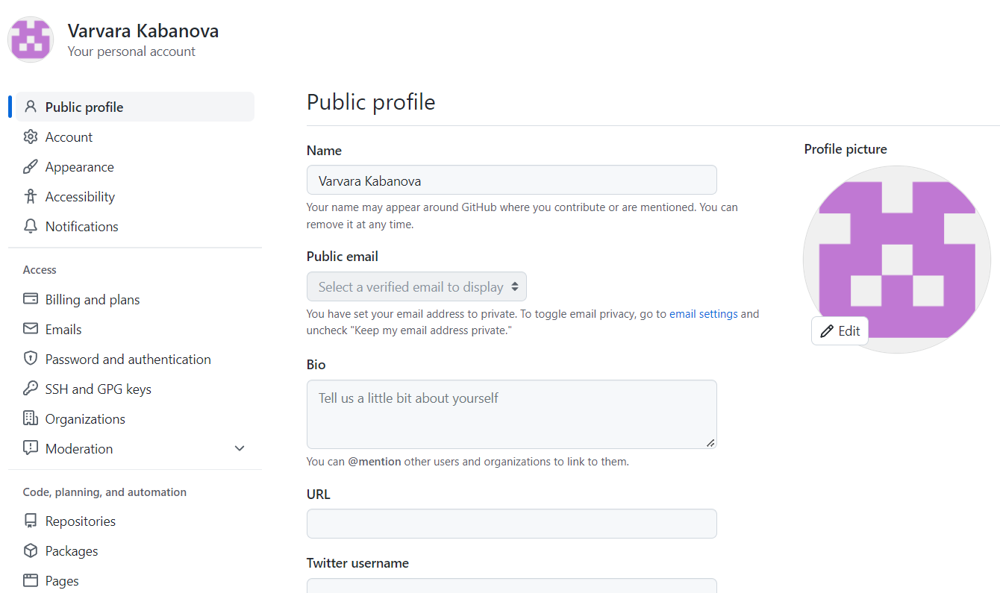 Varvara Kabanova
Your personal account
Public profile
Account
Appearance
Accessibility
Notifications
Access
Billing and plans
Emails
Password and authentication
SSH and GPG keys
Organizations
Moderation
Code, planning, and automation
Repositories
Packages
Pages
Public profile
Name
Varvara Kabanova
Your name may appear around GitHub where you contribute or are mentioned. You can
remove it at any time.
Public email
Select a verified email to display
You have set your email address to private. To toggle email privacy, go to email settings and
uncheck "Keep my email address private."
Bio
Tell us a little bit about yourself
You can @mention other users and organizations to link to them.
URL
Twitter username
Profile picture
Edit